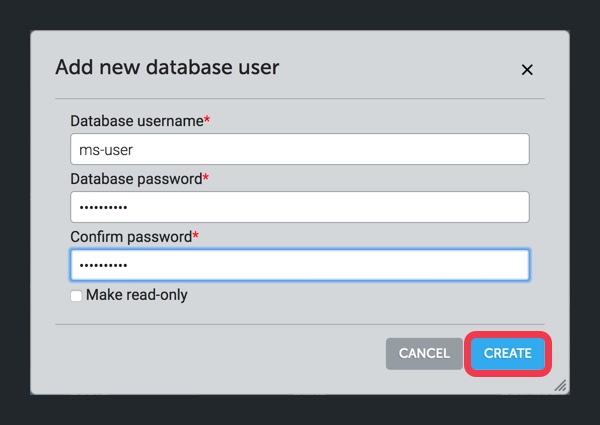 Add new database user
Database username*
ms-user
Database password*
••••••••••
Confirm password*
••••••••••
Make read-only
CANCEL CREATE